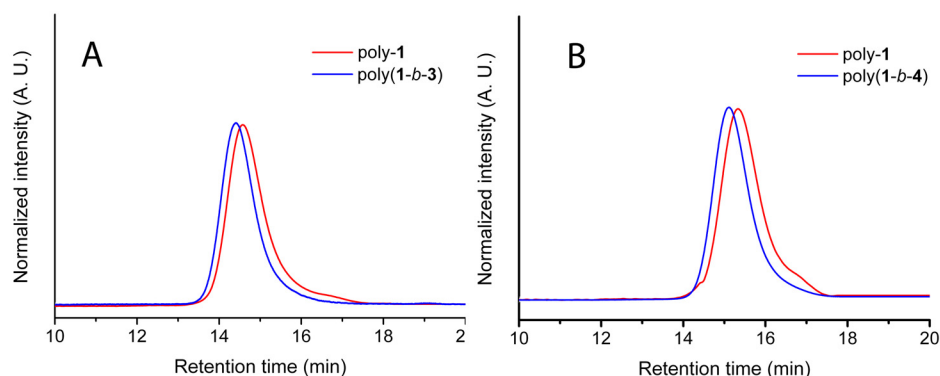 A
poly-1
poly(1-b-3)
Normalized intensity (A. U.)
10 12 14 16 18 2
Retention time (min)
B
poly-1
poly(1-b-4)
Normalized intensity (A. U.)
10 12 14 16 18 20
Retention time (min)